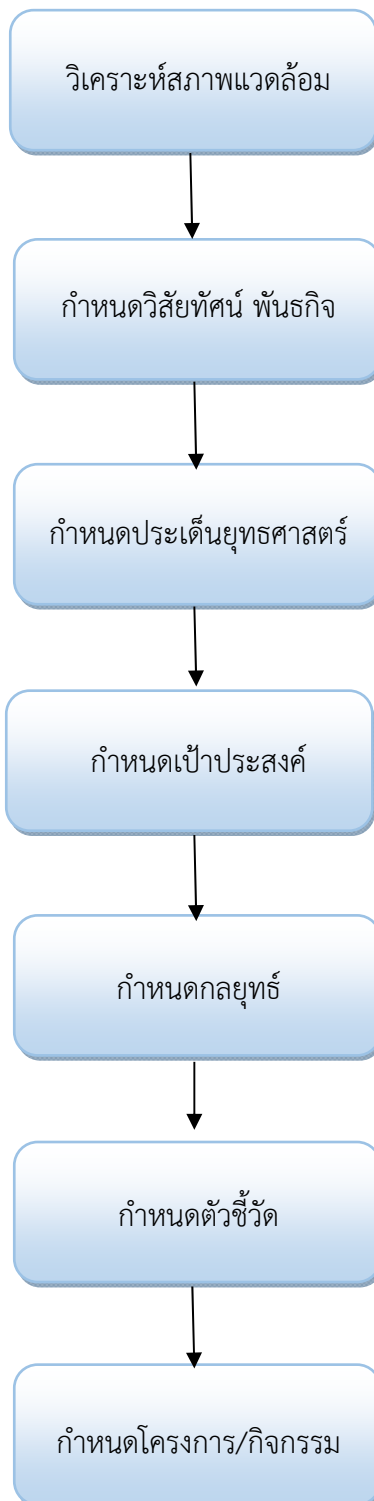 วิเคราะห์สภาพแวดล้อม
กำหนดวิสัยทัศน์ พันธกิจ
กำหนดประเด็นยุทธศาสตร์
กำหนดเป้าประสงค์
กำหนดกลยุทธ์
กำหนดตัวชี้วัด
กำหนดโครงการ/กิจกรรม